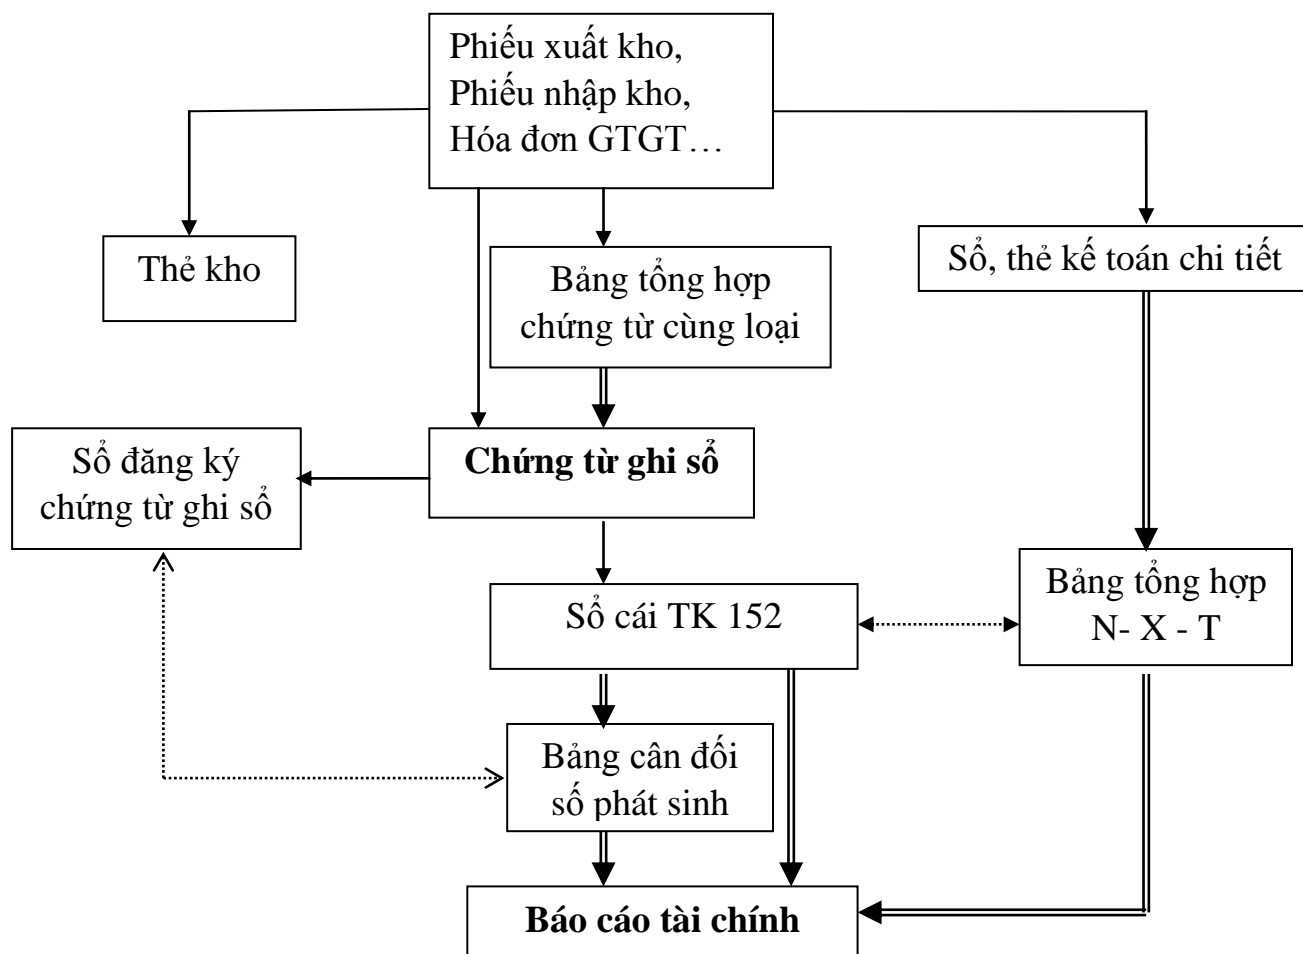 Phiếu xuất kho,
Phiếu nhập kho,
Hóa đơn GTGT…
Thẻ kho
Bảng tổng hợp
chứng từ cùng loại
Sổ, thẻ kế toán chi tiết
Sổ đăng ký
chứng từ ghi sổ
Chứng từ ghi sổ
Sổ cái TK 152
Bảng tổng hợp
N- X - T
Bảng cân đối
số phát sinh
Báo cáo tài chính